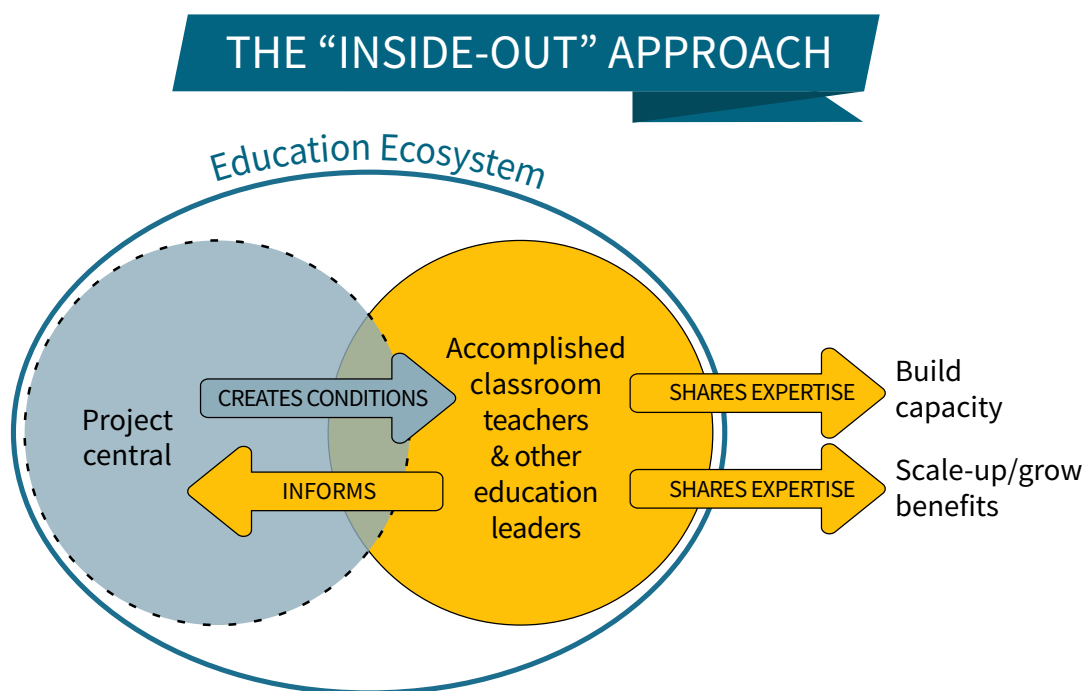 THE “INSIDE-OUT” APPROACH
Education Ecosystem
Project
central
CREATES CONDITIONS
INFORMS
Accomplished
classroom
teachers
& other
education
leaders
SHARES EXPERTISE
Build
capacity
SHARES EXPERTISE
Scale-up/grow
benefits